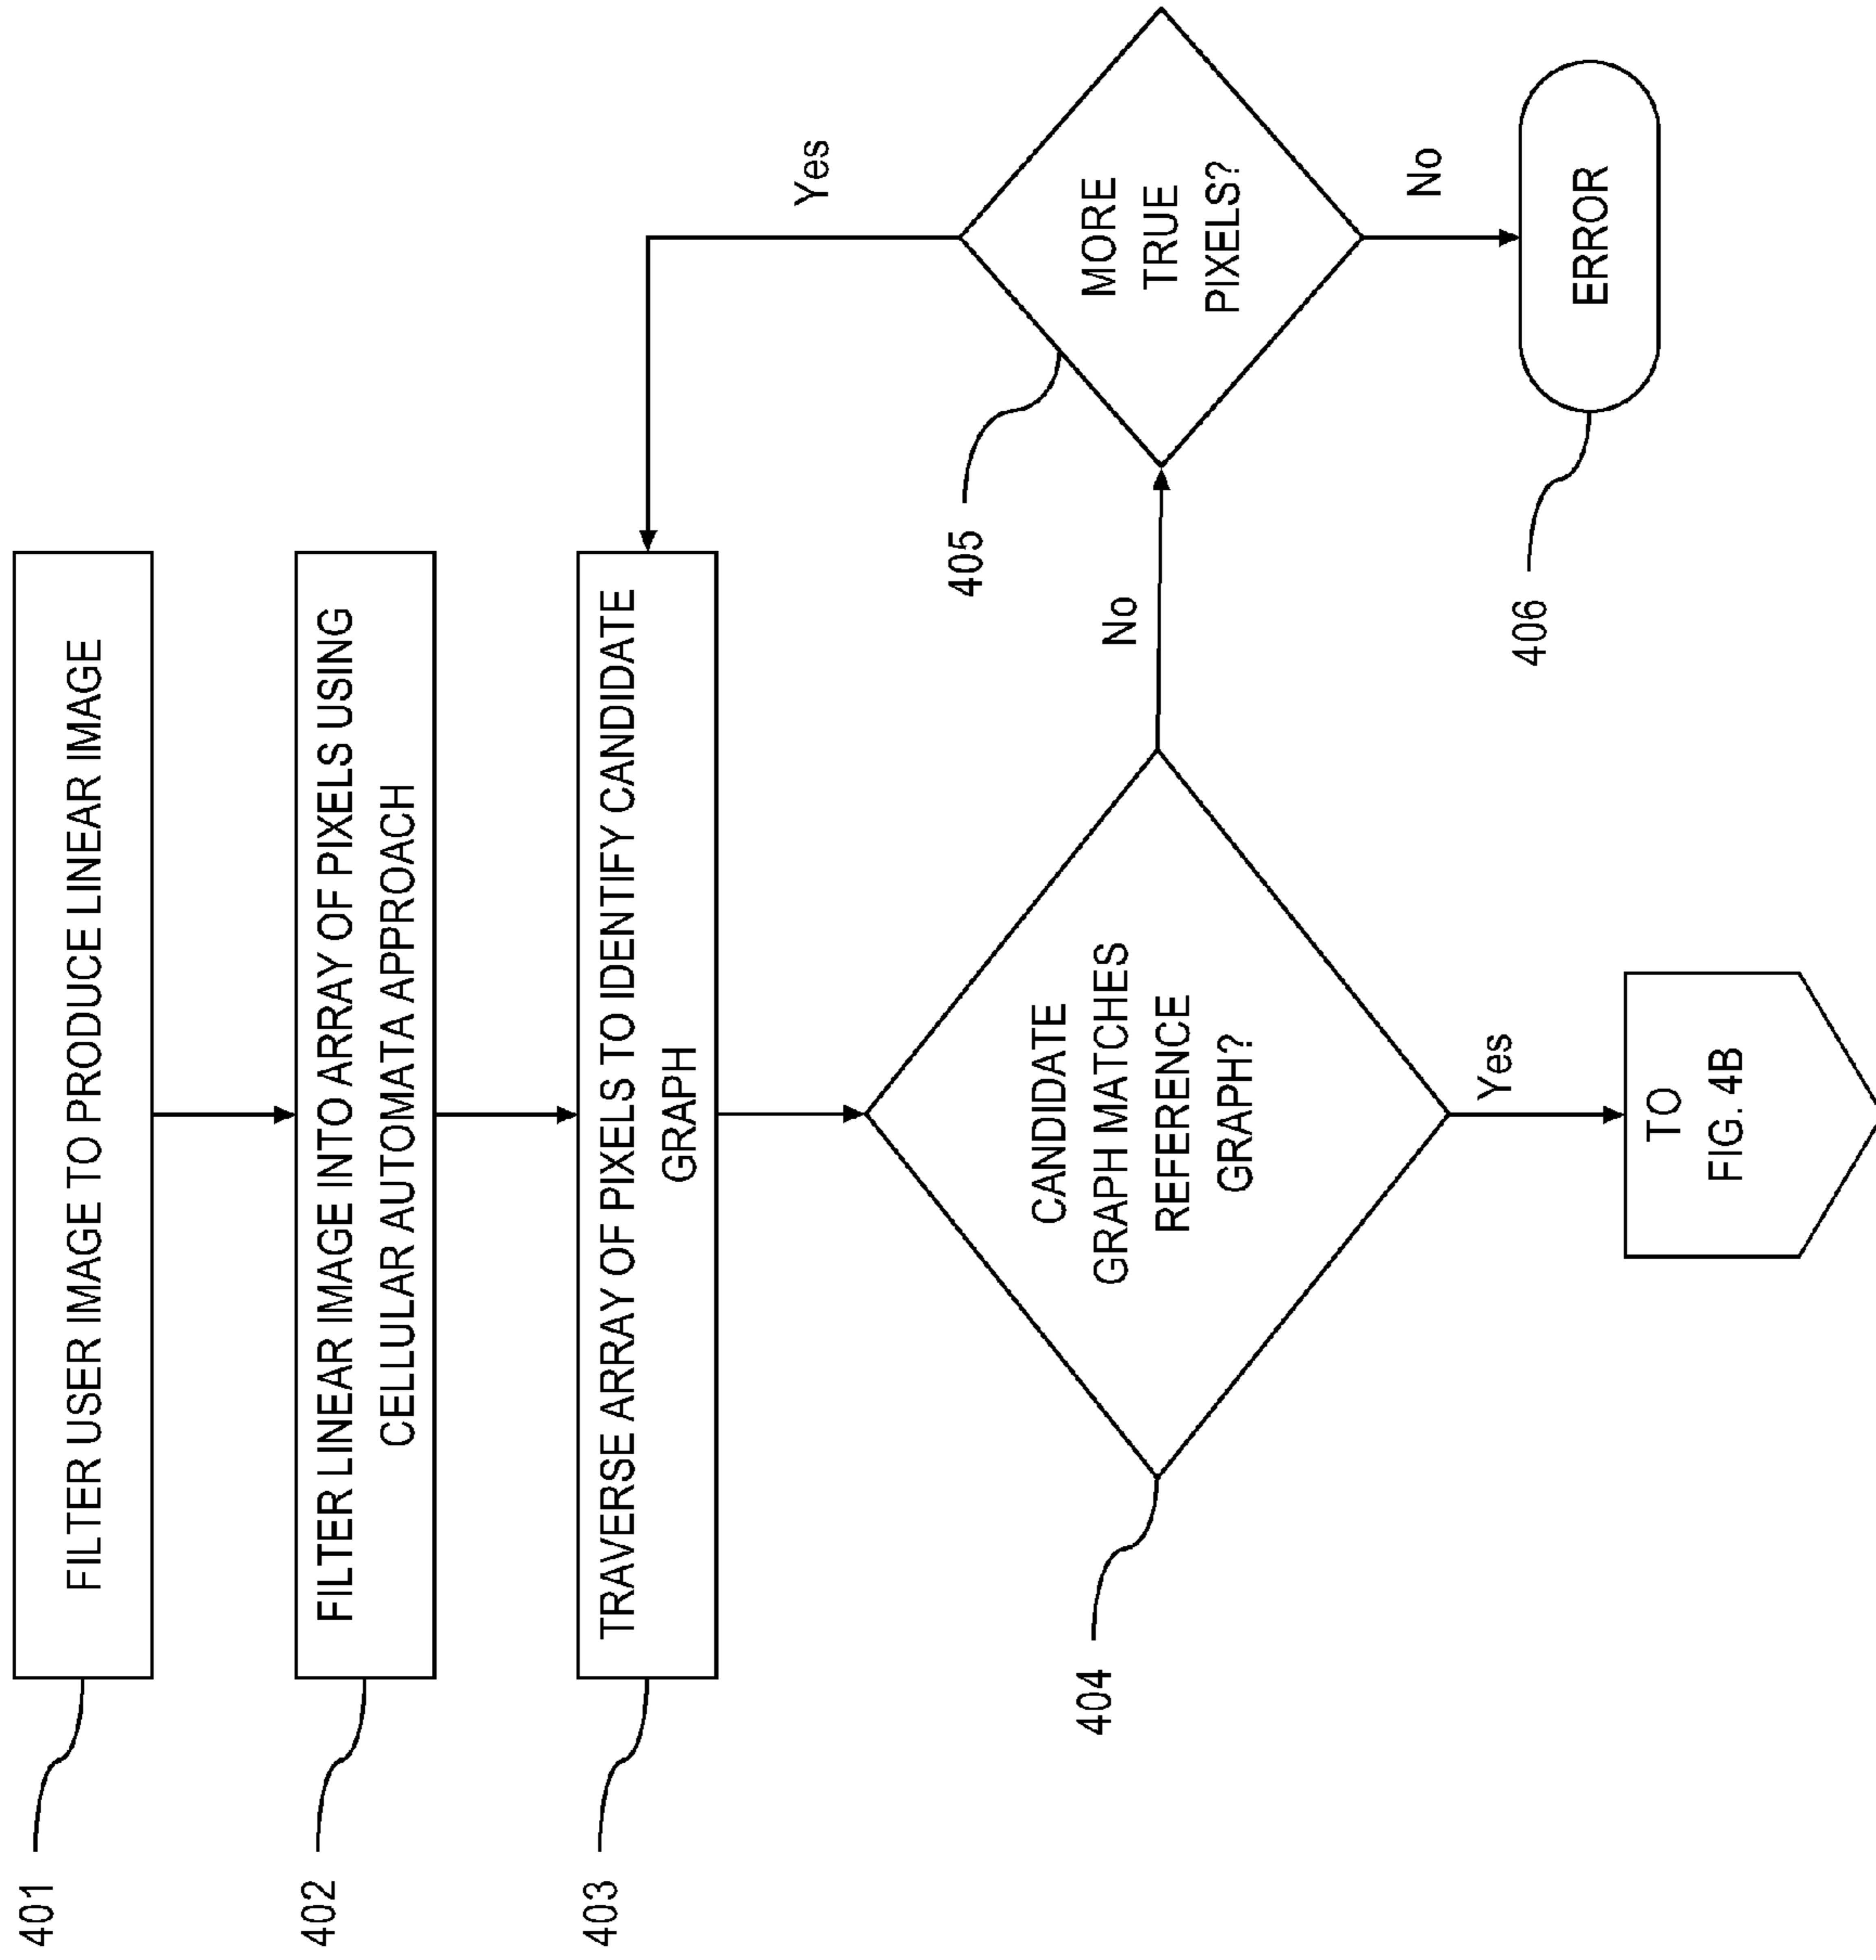 401
FILTER USER IMAGE TO PRODUCE LINEAR IMAGE
402
FILTER LINEAR IMAGE INTO ARRAY OF PIXELS USING
CELLULAR AUTOMATA APPROACH
403
TRAVERSE ARRAY OF PIXELS TO IDENTIFY CANDIDATE
GRAPH
404
CANDIDATE
GRAPH MATCHES
REFERENCE
GRAPH?
No
Yes
405
MORE
TRUE
PIXELS?
Yes
No
406
ERROR
TO
FIG. 4B